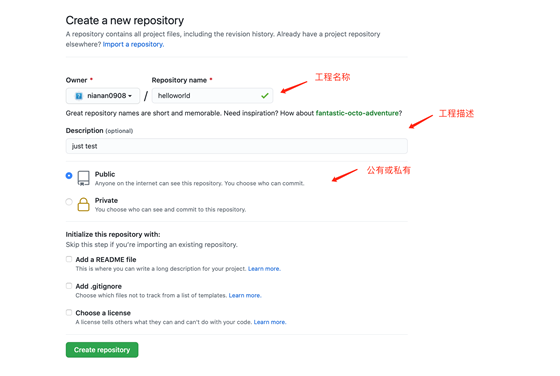 Create a new repository
A repository contains all project files, including the revision history. Already have a project repository
elsewhere? Import a repository.
Owner * Repository name * 工程名称
nianan0908 / helloworld
Great repository names are short and memorable. Need inspiration? How about fantastic-octo-adventure? 工程描述
Description (optional)
just test
公有或私有
Public
Anyone on the internet can see this repository. You choose who can commit.
Private
You choose who can see and commit to this repository.
Initialize this repository with:
Skip this step if you're importing an existing repository.
Add a README file
This is where you can write a long description for your project. Learn more.
Add .gitignore
Choose which files not to track from a list of templates. Learn more.
Choose a license
A license tells others what they can and can't do with your code. Learn more.
Create repository